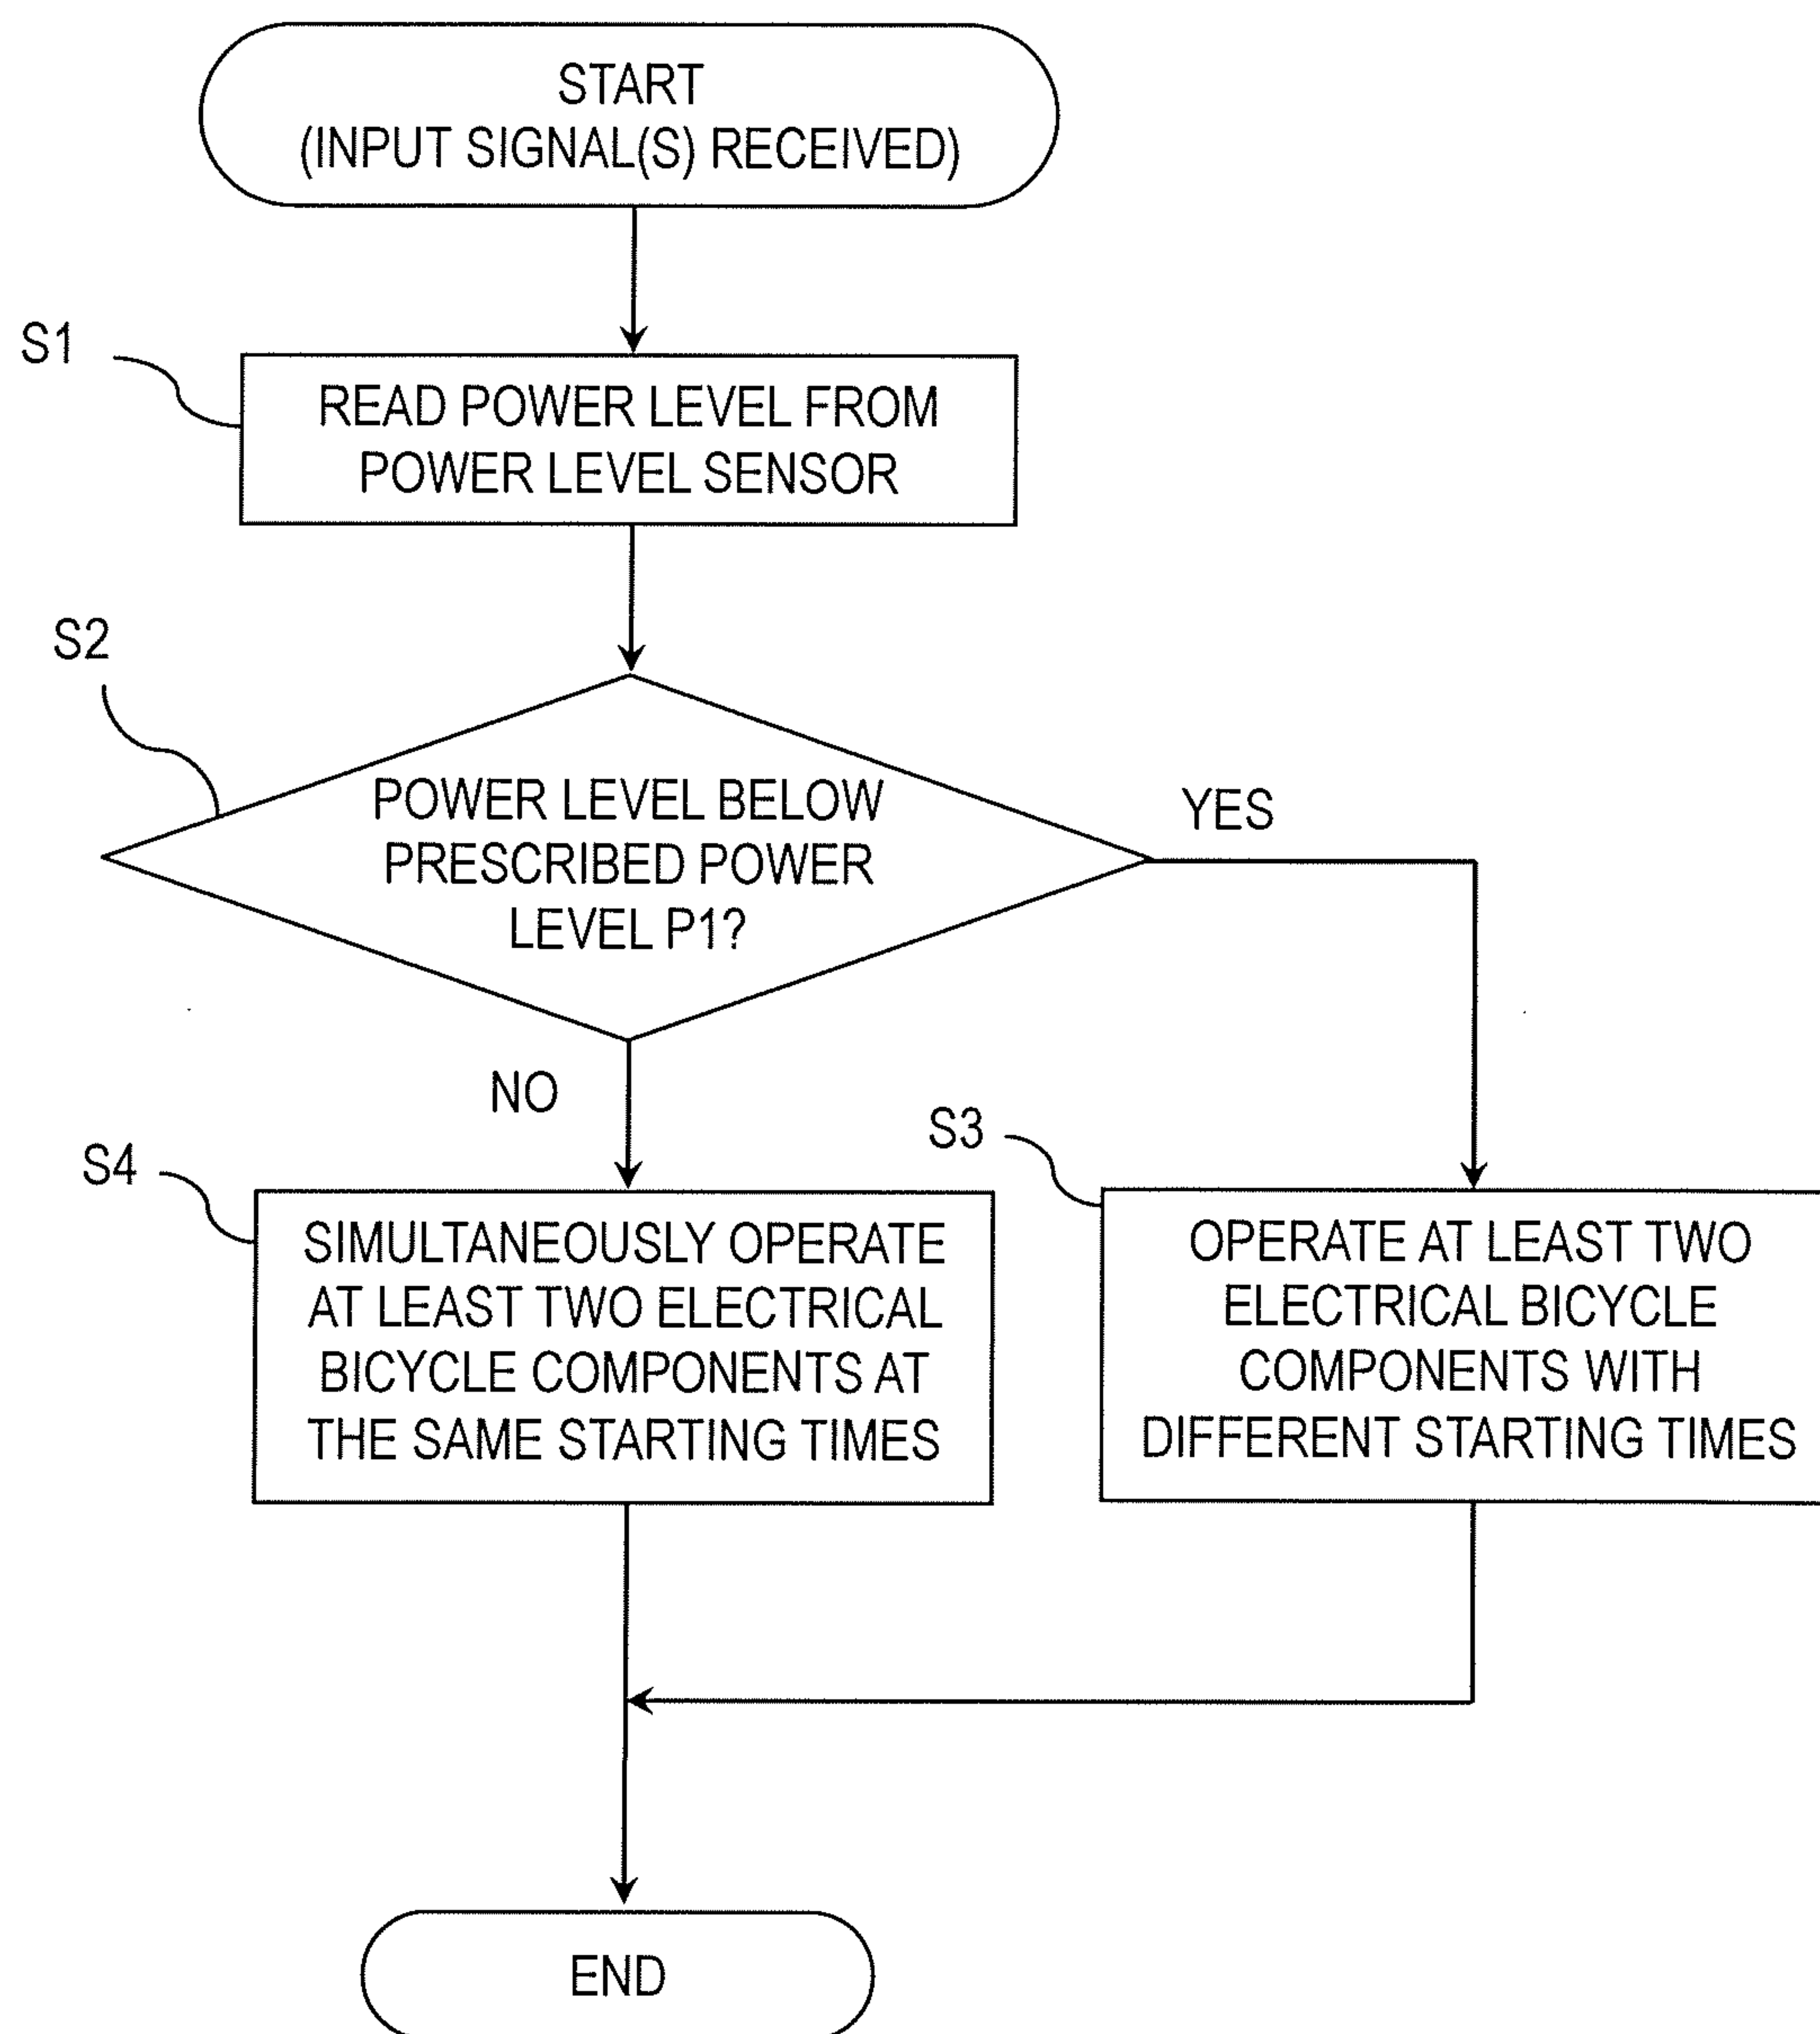 START
(INPUT SIGNAL(S) RECEIVED)
S1
READ POWER LEVEL FROM
POWER LEVEL SENSOR
S2
POWER LEVEL BELOW
PRESCRIBED POWER
LEVEL P1?
YES
NO
S4
SIMULTANEOUSLY OPERATE
AT LEAST TWO ELECTRICAL
BICYCLE COMPONENTS AT
THE SAME STARTING TIMES
S3
OPERATE AT LEAST TWO
ELECTRICAL BICYCLE
COMPONENTS WITH
DIFFERENT STARTING TIMES
END